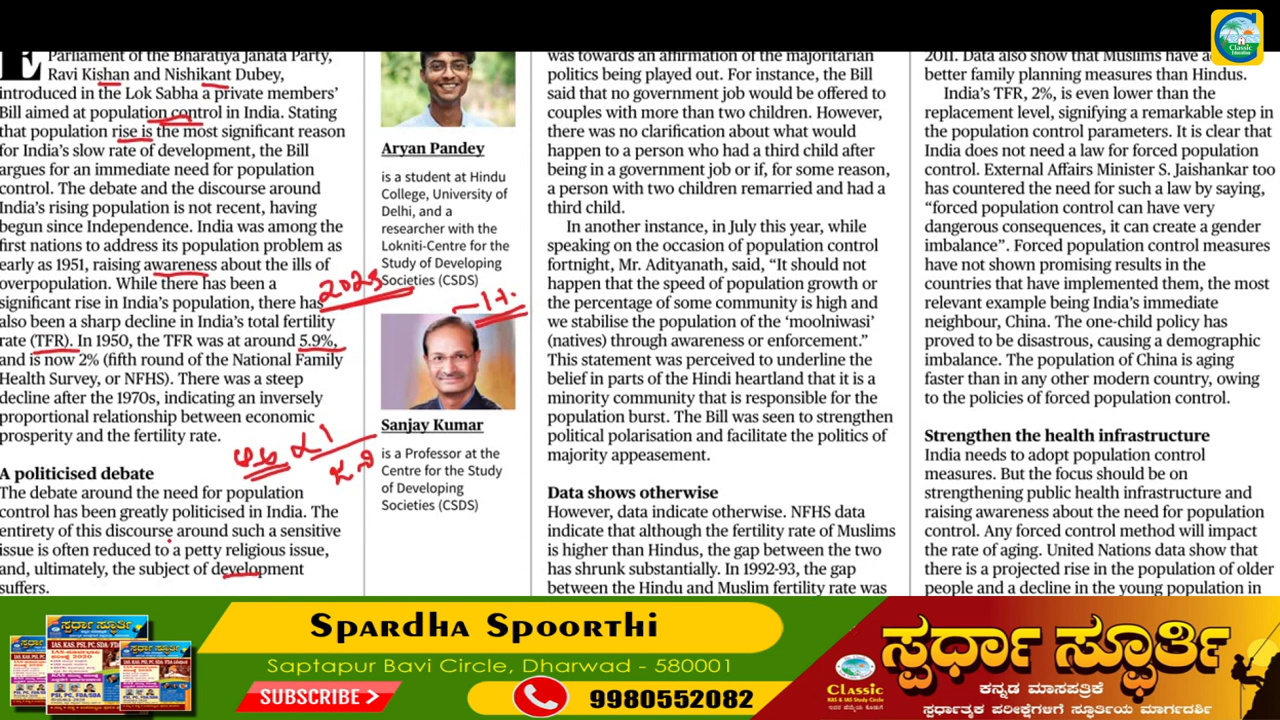 Parliament of the Bharatiya Janata Party,
Ravi Kishan and Nishikant Dubey,
introduced in the Lok Sabha a private members’
Bill aimed at population control in India. Stating
that population rise is the most significant reason
for India’s slow rate of development, the Bill
argues for an immediate need for population
control. The debate and the discourse around
India’s rising population is not recent, having
begun since Independence. India was among the
first nations to address its population problem as
early as 1951, raising awareness about the ills of
overpopulation. While there has been a
significant rise in India’s population, there has
also been a sharp decline in India’s total fertility
rate (TFR). In 1950, the TFR was at around 5.9%,
and is now 2% (fifth round of the National Family
Health Survey, or NFHS). There was a steep
decline after the 1970s, indicating an inversely
proportional relationship between economic
prosperity and the fertility rate.
A politicised debate
The debate around the need for population
control has been greatly politicised in India. The
entirety of this discourse around such a sensitive
issue is often reduced to a petty religious issue,
and, ultimately, the subject of development
suffers.
2023
Aryan Pandey
is a student at Hindu
College, University of
Delhi, and a
researcher with the
Lokniti-Centre for the
Study of Developing
Societies (CSDS)
Sanjay Kumar
is a Professor at the
Centre for the Study
of Developing
Societies (CSDS)
was towards an affirmation of the majoritarian
politics being played out. For instance, the Bill
said that no government job would be offered to
couples with more than two children. However,
there was no clarification about what would
happen to a person who had a third child after
being in a government job or if, for some reason,
a person with two children remarried and had a
third child.
In another instance, in July this year, while
speaking on the occasion of population control
fortnight, Mr. Adityanath, said, “It should not
happen that the speed of population growth or
the percentage of some community is high and
we stabilise the population of the ‘moolniwasi’
(natives) through awareness or enforcement.”
This statement was perceived to underline the
belief in parts of the Hindi heartland that it is a
minority community that is responsible for the
population burst. The Bill was seen to strengthen
political polarisation and facilitate the politics of
majority appeasement.
Data shows otherwise
However, data indicate otherwise. NFHS data
indicate that although the fertility rate of Muslims
is higher than Hindus, the gap between the two
has shrunk substantially. In 1992-93, the gap
between the Hindu and Muslim fertility rate was
2011. Data also show that Muslims have
better family planning measures than Hindus.
India’s TFR, 2%, is even lower than the
replacement level, signifying a remarkable step in
the population control parameters. It is clear that
India does not need a law for forced population
control. External Affairs Minister S. Jaishankar too
has countered the need for such a law by saying,
“forced population control can have very
dangerous consequences, it can create a gender
imbalance”. Forced population control measures
have not shown promising results in the
countries that have implemented them, the most
relevant example being India’s immediate
neighbour, China. The one-child policy has
proved to be disastrous, causing a demographic
imbalance. The population of China is aging
faster than in any other modern country, owing
to the policies of forced population control.
Strengthen the health infrastructure
India needs to adopt population control
measures. But the focus should be on
strengthening public health infrastructure and
raising awareness about the need for population
control. Any forced control method will impact
the rate of aging. United Nations data show that
there is a projected rise in the population of older
people and a decline in the young population in
Classic
Education
Spardha Spoorthi
Saptapur Bavi Circle, Dharwad - 580001
SUBSCRIBE >
9980552082
ಸ್ಪರ್ಧಾ ಸ್ಫೂರ್ತಿ
ಕನ್ನಡ ಮಾಸಪತ್ರಿಕೆ
ಸ್ಪರ್ಧಾತ್ಮಕ ಪರೀಕ್ಷೆಗಳಿಗೆ ಸ್ಫೂರ್ತಿಯ ಮಾರ್ಗದರ್ಶಿ
Classic
KAS & IAS Study Circle